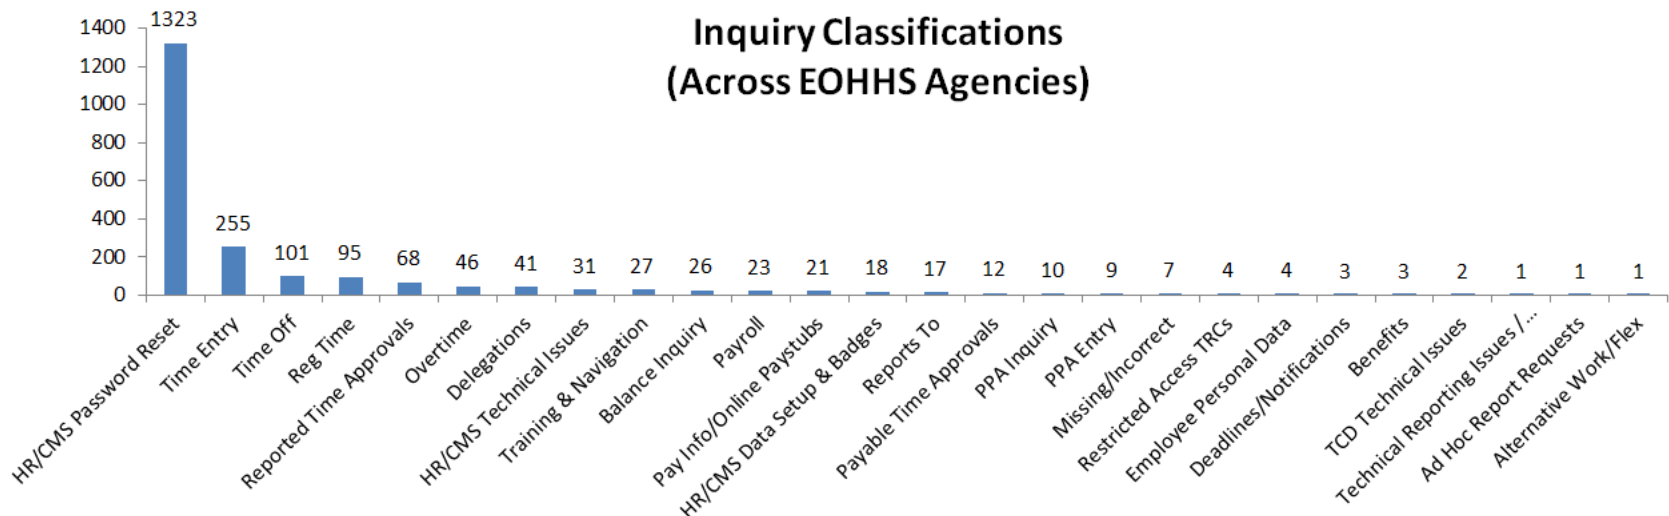 Inquiry Classifications
(Across EOHHS Agencies)
1400
1200
1000
800
600
400
200
0
1323
255
101
95
68
46
41
31
27
26
23
21
18
17
12
10
9
7
4
4
3
3
2
1
1
1
HR/CMS Password Reset
Time Entry
Time Off
Reg Time
Reported Time Approvals
Overtime
Delegations
HR/CMS Technical Issues
Training & Navigation
Balance Inquiry
Payroll
Pay Info/Online Paystubs
HR/CMS Data Setup & Badges
Reports To
Payable Time Approvals
PPA Inquiry
PPA Entry
Missing/Incorrect
Restricted Access TRCs
Employee Personal Data
Deadlines/Notifications
Benefits
TCD Technical Issues
Technical Reporting Issues /...
Ad Hoc Report Requests
Alternative Work/Flex